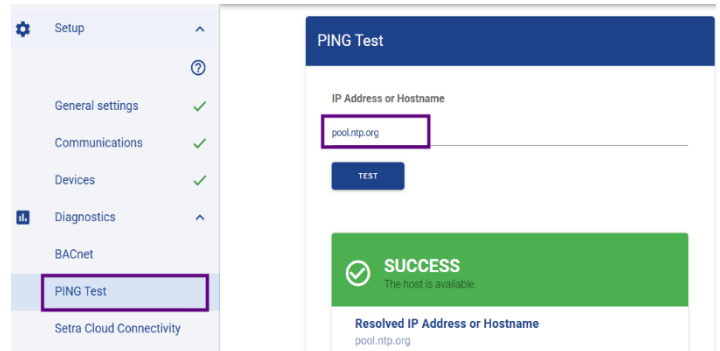 Setup
General settings
Communications
Devices
Diagnostics
BACnet
PING Test
Setra Cloud Connectivity
PING Test
IP Address or Hostname
pool.ntp.org
TEST
SUCCESS
The host is available.
Resolved IP Address or Hostname
pool.ntp.org